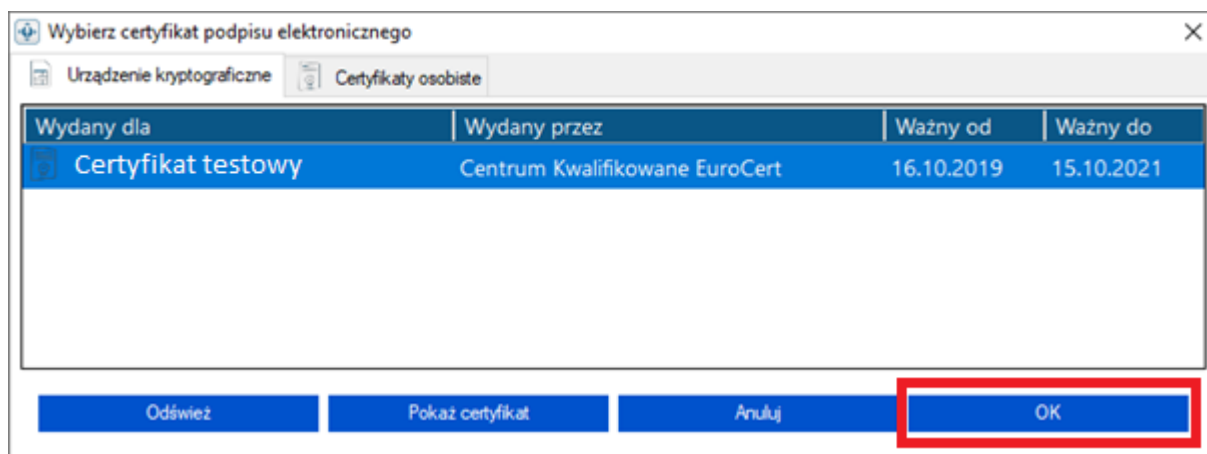 Wybierz certyfikat podpisu elektronicznego
Urządzenie kryptograficzne Certyfikaty osobiste
Wydany dla Wydany przez Ważny od Ważny do
Certyfikat testowy Centrum Kwalifikowane EuroCert 16.10.2019 15.10.2021
Odśwież Pokaż certyfikat Anuluj OK